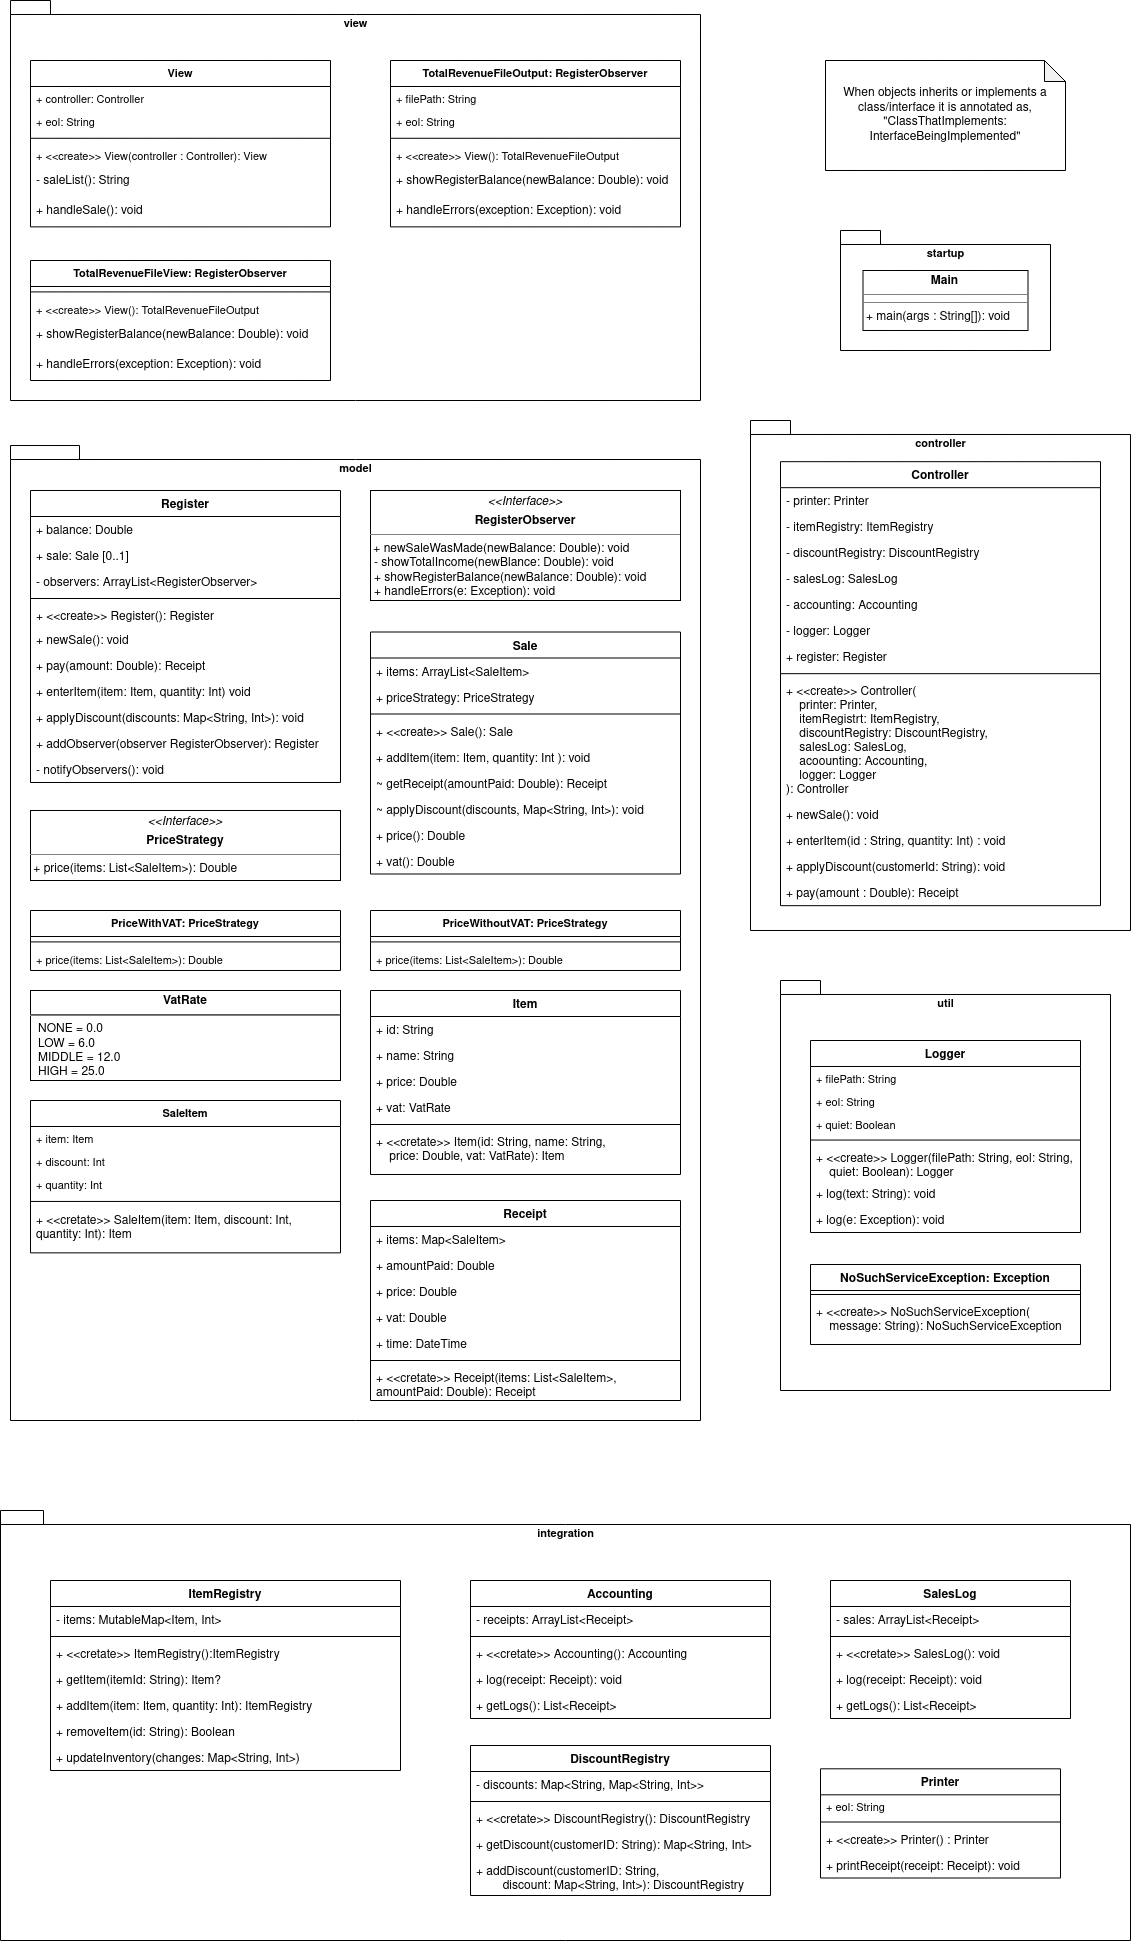 view
View
+ controller: Controller
+ eol: String
+ <<create>> View(controller : Controller): View
- saleList(): String
+ handleSale(): void
TotalRevenueFileOutput: RegisterObserver
+ filePath: String
+ eol: String
+ <<create>> View(): TotalRevenueFileOutput
+ showRegisterBalance(newBalance: Double): void
+ handleErrors(exception: Exception): void
TotalRevenueFileView: RegisterObserver
+ <<create>> View(): TotalRevenueFileOutput
+ showRegisterBalance(newBalance: Double): void
+ handleErrors(exception: Exception): void
When objects inherits or implements a
class/interface it is annotated as,
"ClassThatImplements:
InterfaceBeingImplemented"
startup
Main
+ main(args : String[]): void
model
Register
+ balance: Double
+ sale: Sale [0..1]
- observers: ArrayList<RegisterObserver>
+ <<create>> Register(): Register
+ newSale(): void
+ pay(amount: Double): Receipt
+ enterItem(item: Item, quantity: Int) void
+ applyDiscount(discounts: Map<String, Int>): void
+ addObserver(observer RegisterObserver): Register
- notifyObservers(): void
<<Interface>>
RegisterObserver
+ newSaleWasMade(newBalance: Double): void
- showTotalIncome(newBlance: Double): void
+ showRegisterBalance(newBalance: Double): void
+ handleErrors(e: Exception): void
Sale
+ items: ArrayList<SaleItem>
+ priceStrategy: PriceStrategy
+ <<create>> Sale(): Sale
+ addItem(item: Item, quantity: Int ): void
~ getReceipt(amountPaid: Double): Receipt
~ applyDiscount(discounts, Map<String, Int>): void
+ price(): Double
+ vat(): Double
<<Interface>>
PriceStrategy
+ price(items: List<SaleItem>): Double
PriceWithVAT: PriceStrategy
+ price(items: List<SaleItem>): Double
PriceWithoutVAT: PriceStrategy
+ price(items: List<SaleItem>): Double
VatRate
NONE = 0.0
LOW = 6.0
MIDDLE = 12.0
HIGH = 25.0
Item
+ id: String
+ name: String
+ price: Double
+ vat: VatRate
+ <<cretate>> Item(id: String, name: String,
price: Double, vat: VatRate): Item
SaleItem
+ item: Item
+ discount: Int
+ quantity: Int
+ <<cretate>> SaleItem(item: Item, discount: Int,
quantity: Int): Item
Receipt
+ items: Map<SaleItem>
+ amountPaid: Double
+ price: Double
+ vat: Double
+ time: DateTime
+ <<cretate>> Receipt(items: List<SaleItem>,
amountPaid: Double): Receipt
controller
Controller
- printer: Printer
- itemRegistry: ItemRegistry
- discountRegistry: DiscountRegistry
- salesLog: SalesLog
- accounting: Accounting
- logger: Logger
+ register: Register
+ <<create>> Controller(
printer: Printer,
itemRegistrt: ItemRegistry,
discountRegistry: DiscountRegistry,
salesLog: SalesLog,
acoounting: Accounting,
logger: Logger
): Controller
+ newSale(): void
+ enterItem(id : String, quantity: Int) : void
+ applyDiscount(customerId: String): void
+ pay(amount : Double): Receipt
util
Logger
+ filePath: String
+ eol: String
+ quiet: Boolean
+ <<create>> Logger(filePath: String, eol: String,
quiet: Boolean): Logger
+ log(text: String): void
+ log(e: Exception): void
NoSuchServiceException: Exception
+ <<create>> NoSuchServiceException(
message: String): NoSuchServiceException
integration
ItemRegistry
- items: MutableMap<Item, Int>
+ <<cretate>> ItemRegistry():ItemRegistry
+ getItem(itemId: String): Item?
+ addItem(item: Item, quantity: Int): ItemRegistry
+ removeItem(id: String): Boolean
+ updateInventory(changes: Map<String, Int>)
Accounting
- receipts: ArrayList<Receipt>
+ <<cretate>> Accounting(): Accounting
+ log(receipt: Receipt): void
+ getLogs(): List<Receipt>
SalesLog
- sales: ArrayList<Receipt>
+ <<cretate>> SalesLog(): void
+ log(receipt: Receipt): void
+ getLogs(): List<Receipt>
DiscountRegistry
- discounts: Map<String, Map<String, Int>>
+ <<cretate>> DiscountRegistry(): DiscountRegistry
+ getDiscount(customerID: String): Map<String, Int>
+ addDiscount(customerID: String,
discount: Map<String, Int>): DiscountRegistry
Printer
+ eol: String
+ <<create>> Printer() : Printer
+ printReceipt(receipt: Receipt): void